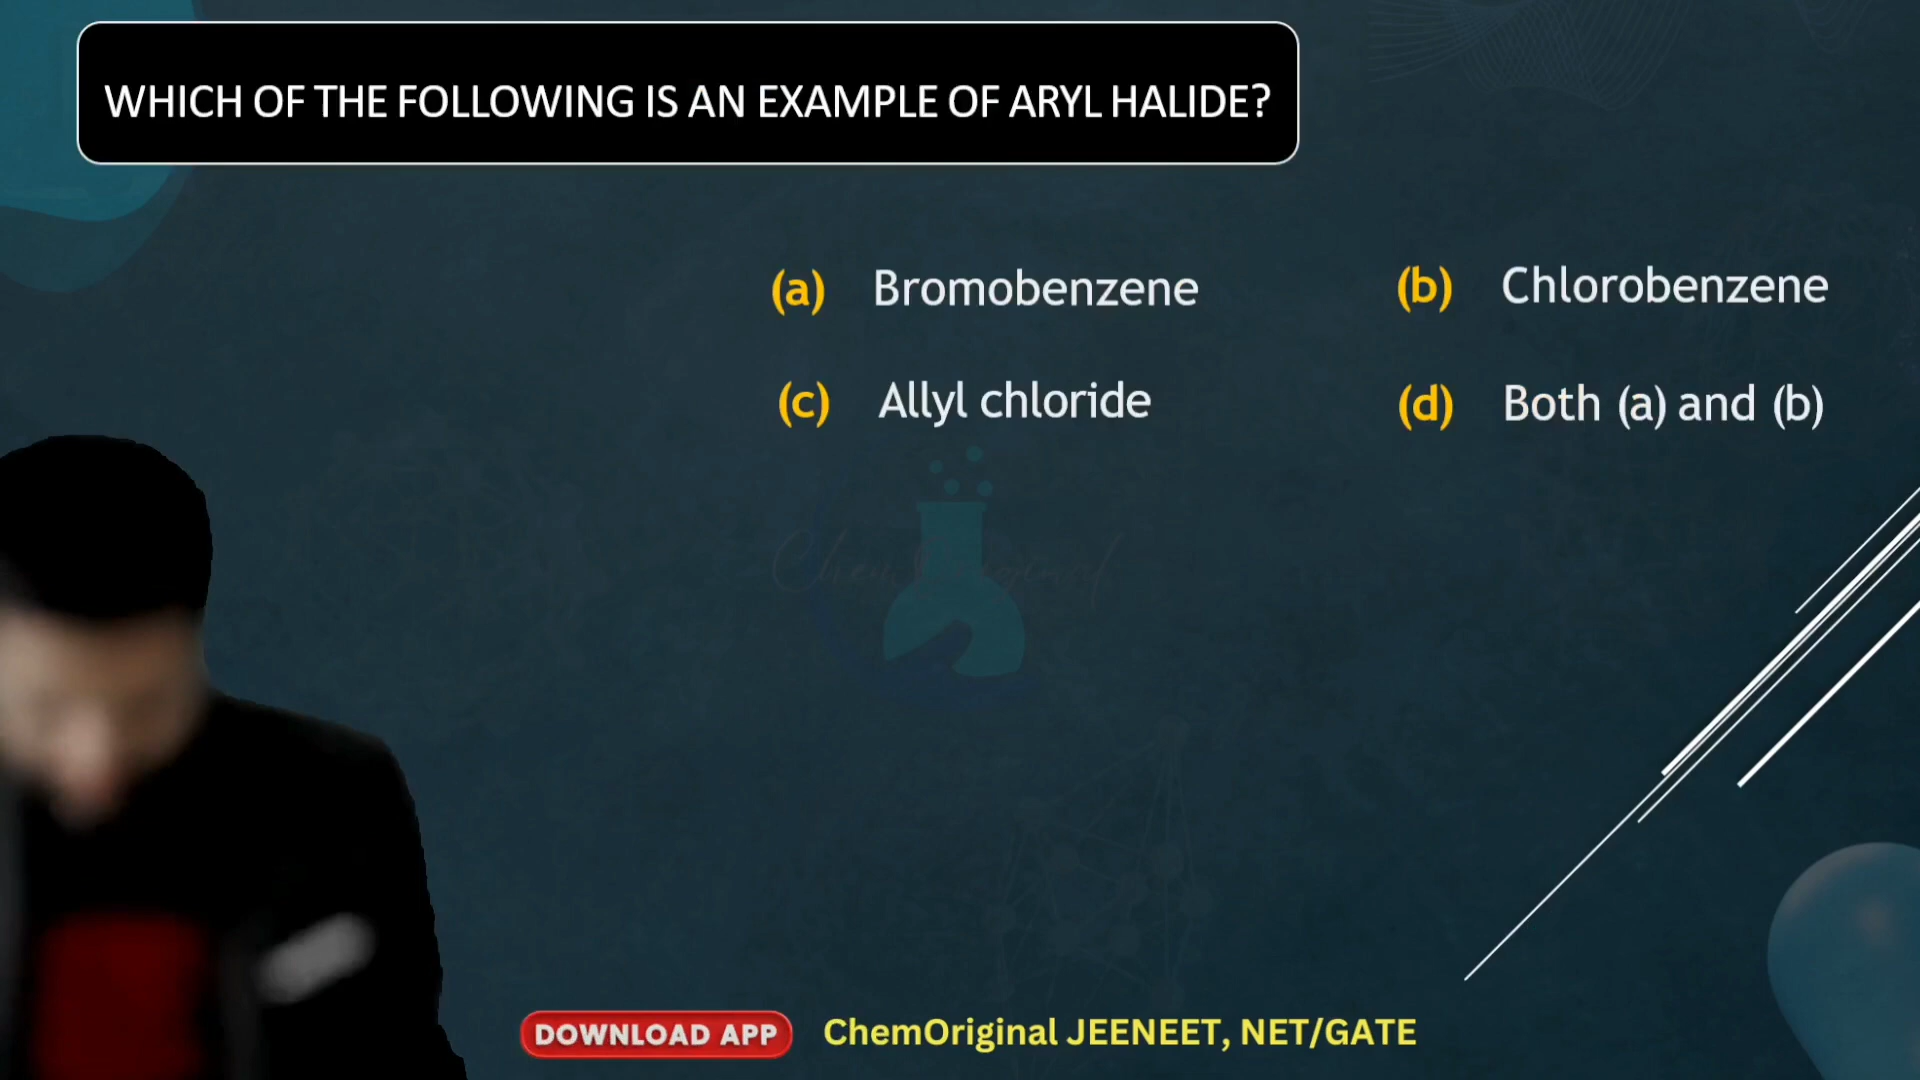 WHICH OF THE FOLLOWING IS AN EXAMPLE OF ARYL HALIDE?
(a) Bromobenzene (b) Chlorobenzene
(c) Allyl chloride (d) Both (a) and (b)
DOWNLOAD APP ChemOriginal JEENEET, NET/GATE